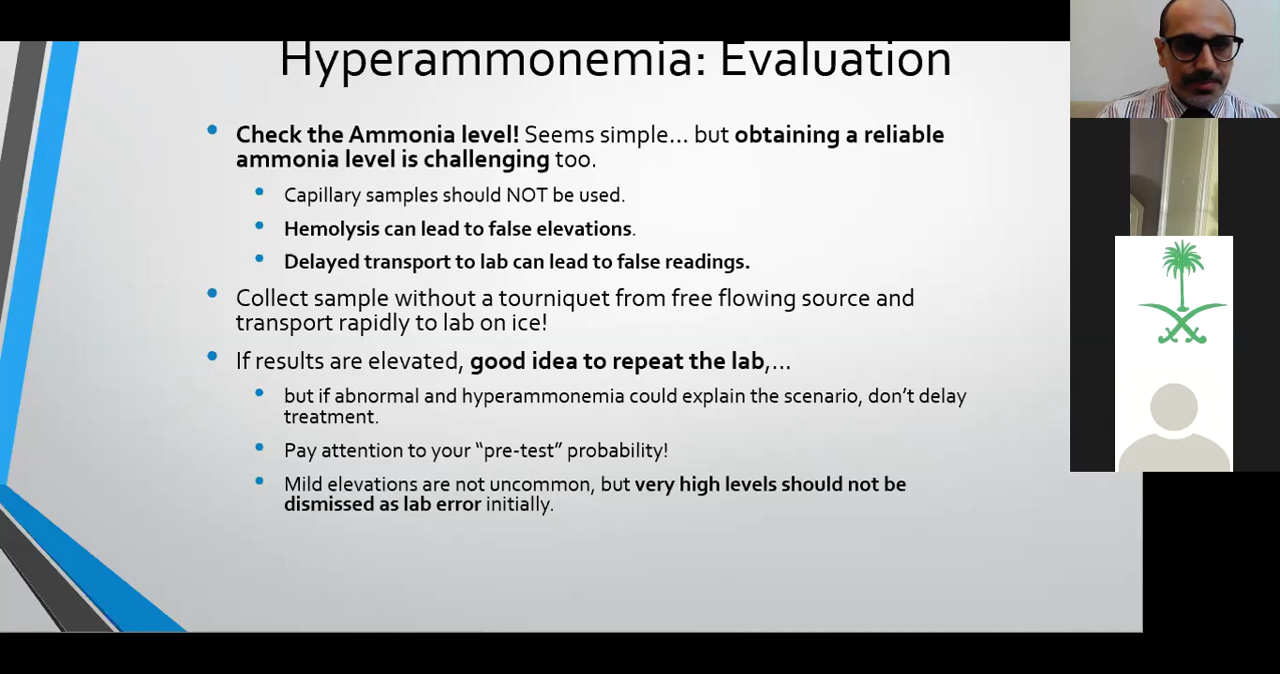 Hyperammonemia: Evaluation
Check the Ammonia level! Seems simple… but obtaining a reliable
ammonia level is challenging too.
Capillary samples should NOT be used.
Hemolysis can lead to false elevations.
Delayed transport to lab can lead to false readings.
Collect sample without a tourniquet from free flowing source and
transport rapidly to lab on ice!
If results are elevated, good idea to repeat the lab,…
but if abnormal and hyperammonemia could explain the scenario, don’t delay
treatment.
Pay attention to your “pre-test” probability!
Mild elevations are not uncommon, but very high levels should not be
dismissed as lab error initially.